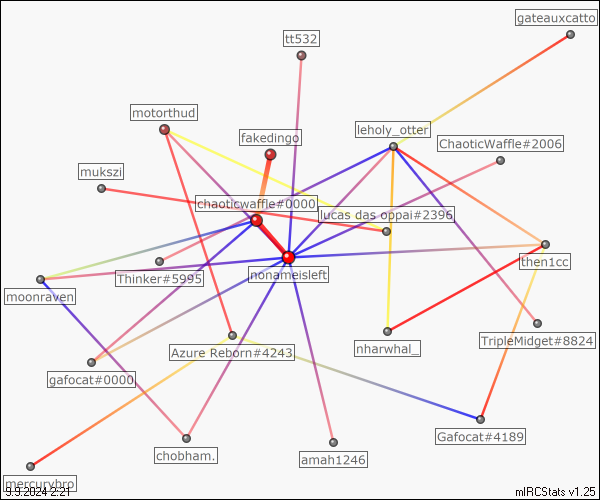 gateauxcatto
tt532
motorthud
leholy_otter
fakedingo
ChaoticWaffle#2006
mukszi
chaoticwaffle#0000
lucas das oppai#2396
then1cc
Thinker#5995
nonameisleft
moonraven
TripleMidget#8824
nharwhal_
Azure Reborn#4243
gafocat#0000
Gafocat#4189
chobham.
amah1246
mercurybro
9.9.2024 2:21
mIRCStats v1.25